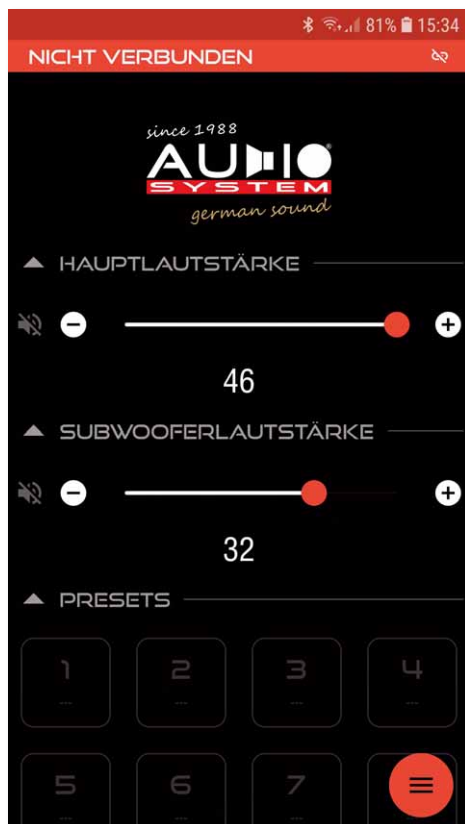 81% 15:34
NICHT VERBUNDEN
since 1988
AUDIO
SYSTEM
german sound
HAUPTLAUTSTÄRKE
46
SUBWOOFERLAUTSTÄRKE
32
PRESETS
1 2 3 4
--- --- --- ---
5 6 7
--- --- ---